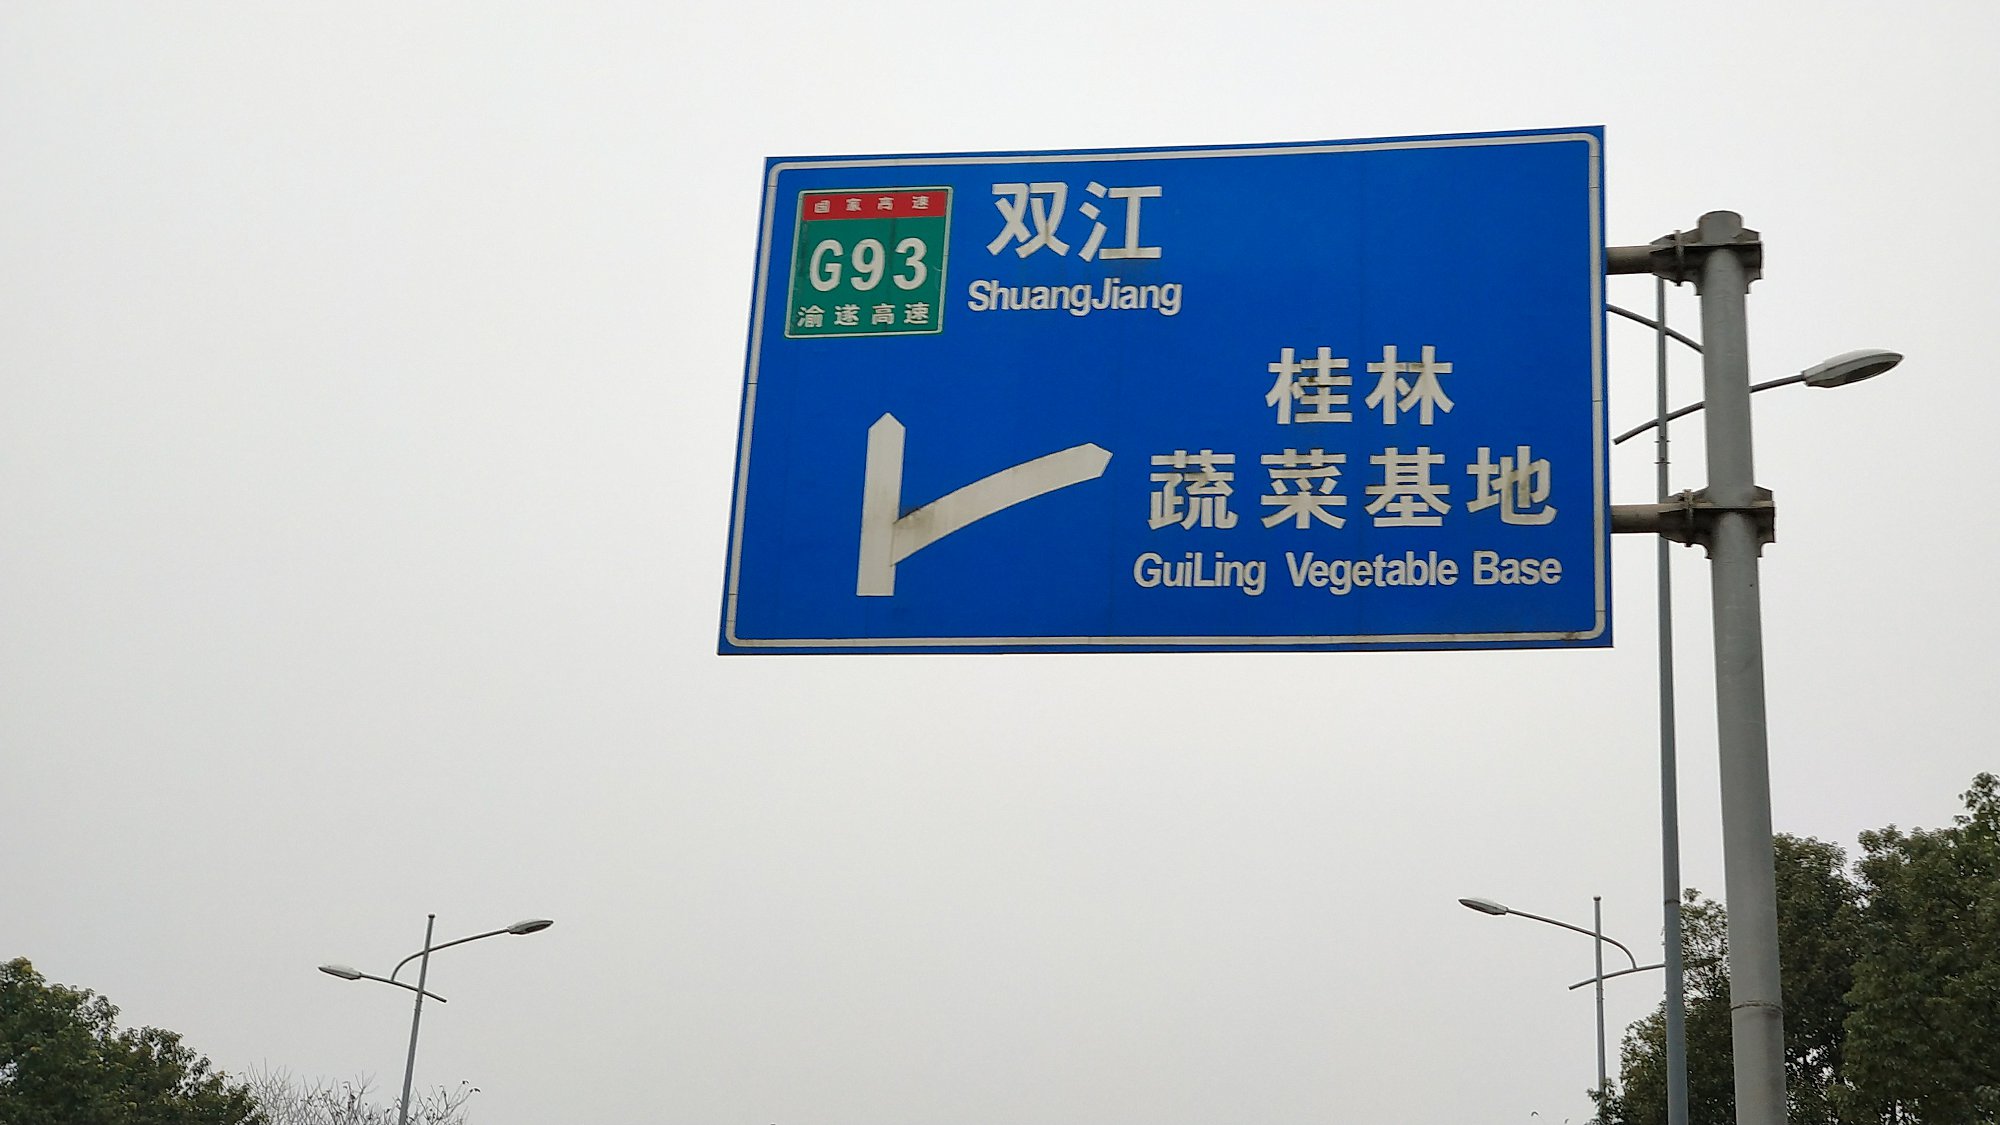 国家高速
G93
渝遂高速
双江
ShuangJiang
桂林
蔬菜基地
GuiLing Vegetable Base